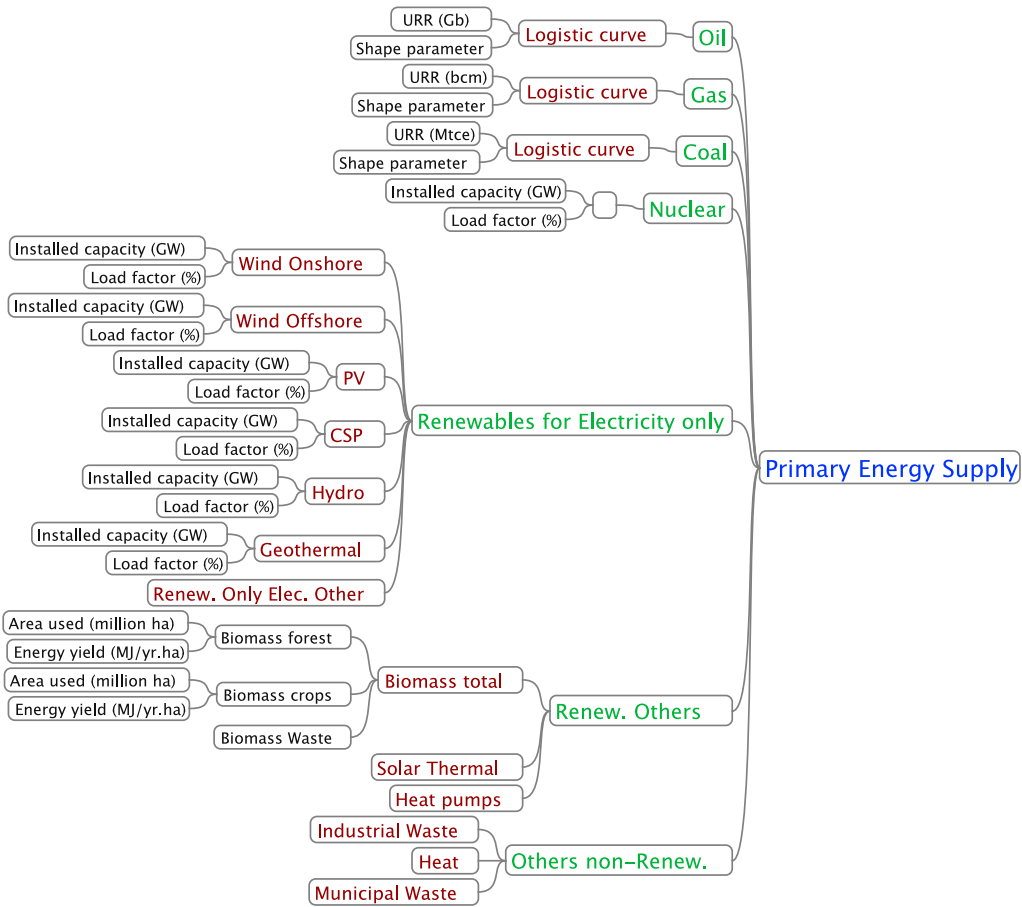 URR (Gb)
Shape parameter
Logistic curve
Oil
URR (bcm)
Shape parameter
Logistic curve
Gas
URR (Mtce)
Shape parameter
Logistic curve
Coal
Installed capacity (GW)
Load factor (%)
Nuclear
Installed capacity (GW)
Load factor (%)
Wind Onshore
Installed capacity (GW)
Load factor (%)
Wind Offshore
Installed capacity (GW)
Load factor (%)
PV
Installed capacity (GW)
Load factor (%)
CSP
Installed capacity (GW)
Load factor (%)
Hydro
Installed capacity (GW)
Load factor (%)
Geothermal
Renew. Only Elec. Other
Renewables for Electricity only
Primary Energy Supply
Area used (million ha)
Energy yield (MJ/yr.ha)
Biomass forest
Area used (million ha)
Energy yield (MJ/yr.ha)
Biomass crops
Biomass Waste
Biomass total
Solar Thermal
Heat pumps
Renew. Others
Industrial Waste
Heat
Municipal Waste
Others non-Renew.